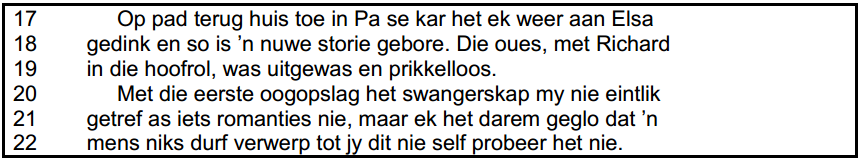 17 Op pad terug huis toe in Pa se kar het ek weer aan Elsa
18 gedink en so is ’n nuwe storie gebore. Die oues, met Richard
19 in die hoofrol, was uitgewas en prikkelloos.
20 Met die eerste oogopslag het swangerskap my nie eintlik
21 getref as iets romanties nie, maar ek het darem geglo dat ’n
22 mens niks durf verwerp tot jy dit nie self probeer het nie.